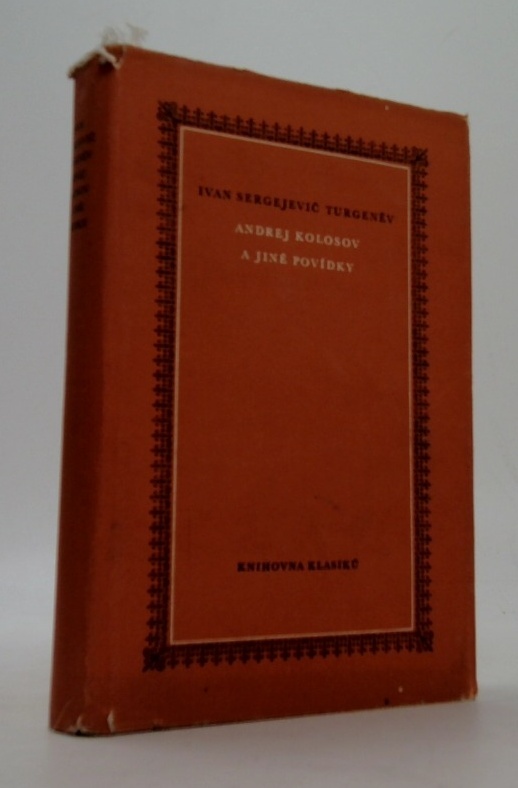 IVAN SERGEJEVIČ TURGENĚV
ANDREJ KOLOSOV
A JINÉ POVÍDKY
KNIHOVNA KLASIKŮ